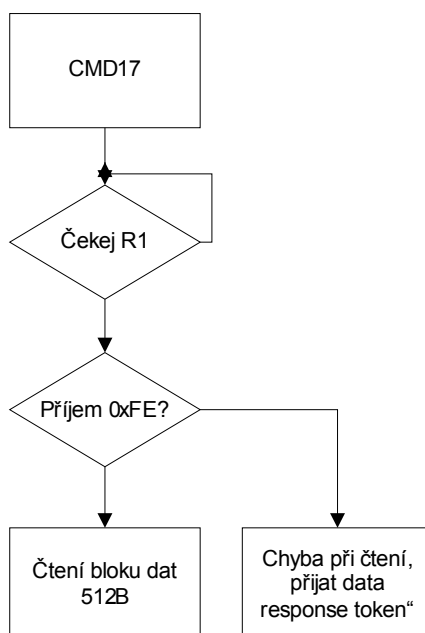 CMD17
Čekej R1
Příjem 0xFE?
Čtení bloku dat
512B
Chyba při čtení,
přijat data
response token“